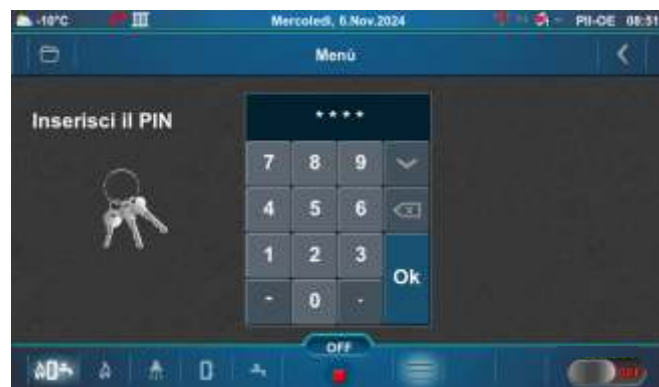 -10°C Mercoledì, 6.Nov.2024 PII-OE 08:51
Menù
Inserisci il PIN
****
7 8 9
4 5 6
1 2 3
Ok
- 0 .
OFF
OFF